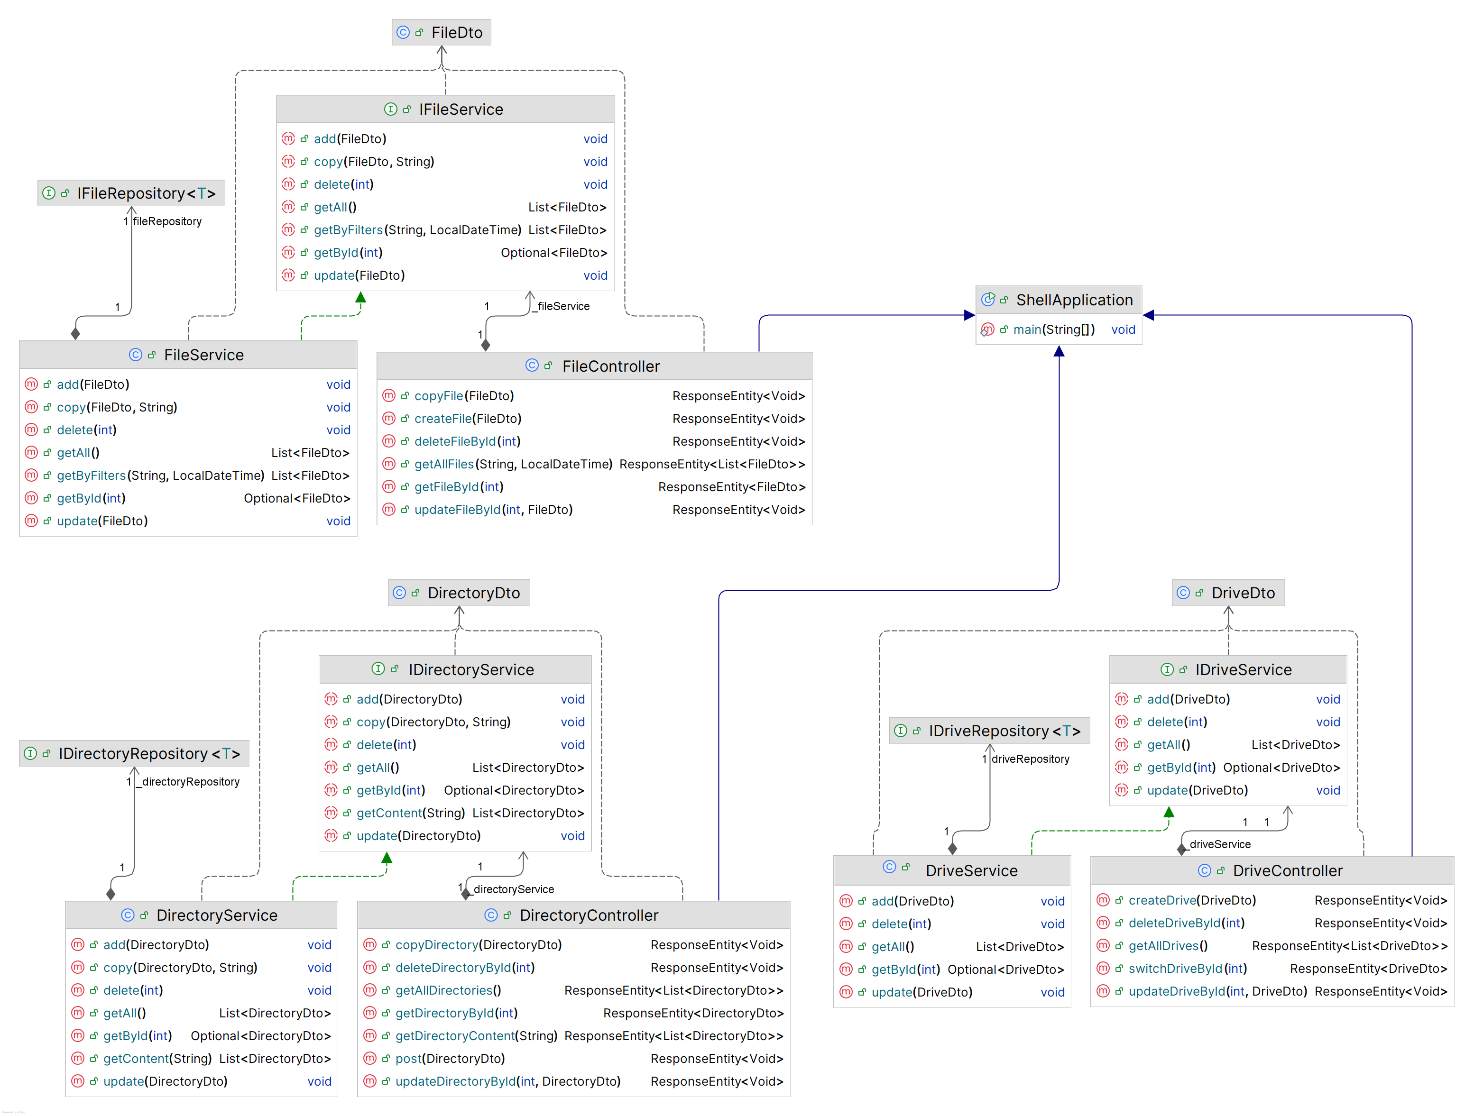 FileDto
IFileService
add(FileDto) void
copy(FileDto, String) void
delete(int) void
getAll() List<FileDto>
getByFilters(String, LocalDateTime) List<FileDto>
getById(int) Optional<FileDto>
update(FileDto) void
IFileRepository<T>
1 fileRepository
1
FileService
add(FileDto) void
copy(FileDto, String) void
delete(int) void
getAll() List<FileDto>
getByFilters(String, LocalDateTime) List<FileDto>
getById(int) Optional<FileDto>
update(FileDto) void
1 _fileService
1
FileController
copyFile(FileDto) ResponseEntity<Void>
createFile(FileDto) ResponseEntity<Void>
deleteFileById(int) ResponseEntity<Void>
getAllFiles(String, LocalDateTime) ResponseEntity<List<FileDto>>
getFileById(int) ResponseEntity<FileDto>
updateFileById(int, FileDto) ResponseEntity<Void>
ShellApplication
main(String[]) void
DirectoryDto
IDirectoryService
add(DirectoryDto) void
copy(DirectoryDto, String) void
delete(int) void
getAll() List<DirectoryDto>
getById(int) Optional<DirectoryDto>
getContent(String) List<DirectoryDto>
update(DirectoryDto) void
IDirectoryRepository<T>
1 _directoryRepository
1
DirectoryService
add(DirectoryDto) void
copy(DirectoryDto, String) void
delete(int) void
getAll() List<DirectoryDto>
getById(int) Optional<DirectoryDto>
getContent(String) List<DirectoryDto>
update(DirectoryDto) void
1
1 _directoryService
DirectoryController
copyDirectory(DirectoryDto) ResponseEntity<Void>
deleteDirectoryById(int) ResponseEntity<Void>
getAllDirectories() ResponseEntity<List<DirectoryDto>>
getDirectoryById(int) ResponseEntity<DirectoryDto>
getDirectoryContent(String) ResponseEntity<List<DirectoryDto>>
post(DirectoryDto) ResponseEntity<Void>
updateDirectoryById(int, DirectoryDto) ResponseEntity<Void>
DriveDto
IDriveService
add(DriveDto) void
delete(int) void
getAll() List<DriveDto>
getById(int) Optional<DriveDto>
update(DriveDto) void
IDriveRepository<T>
1 driveRepository
1
DriveService
add(DriveDto) void
delete(int) void
getAll() List<DriveDto>
getById(int) Optional<DriveDto>
update(DriveDto) void
1 1
_driveService
DriveController
createDrive(DriveDto) ResponseEntity<Void>
deleteDriveById(int) ResponseEntity<Void>
getAllDrives() ResponseEntity<List<DriveDto>>
switchDriveById(int) ResponseEntity<DriveDto>
updateDriveById(int, DriveDto) ResponseEntity<Void>